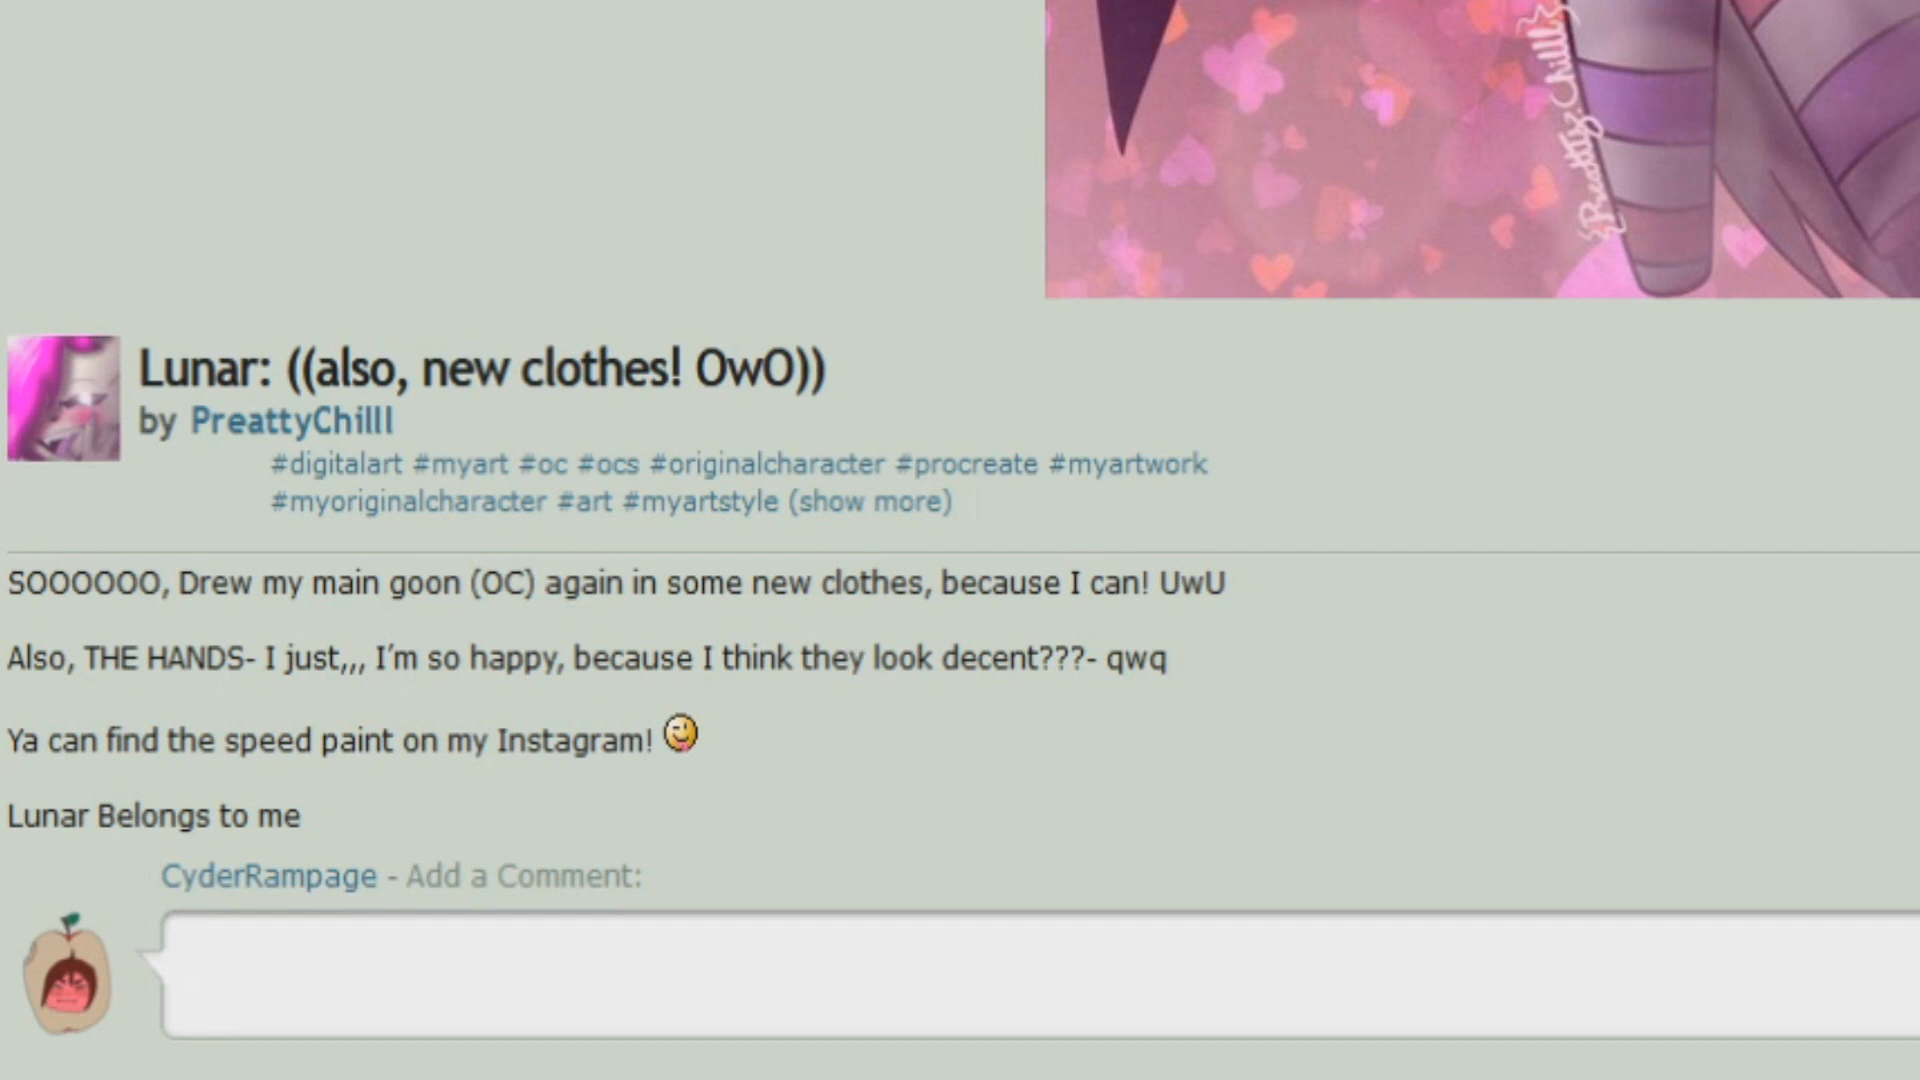 PreattyChilll
Lunar: ((also, new clothes! OwO))
by PreattyChilll
#digitalart #myart #oc #ocs #originalcharacter #procreate #myartwork
#myoriginalcharacter #art #myartstyle (show more)
SOOOOOO, Drew my main goon (OC) again in some new clothes, because I can! UwU
Also, THE HANDS- I just,,, I'm so happy, because I think they look decent???- qwq
Ya can find the speed paint on my Instagram!
Lunar Belongs to me
CyderRampage - Add a Comment: